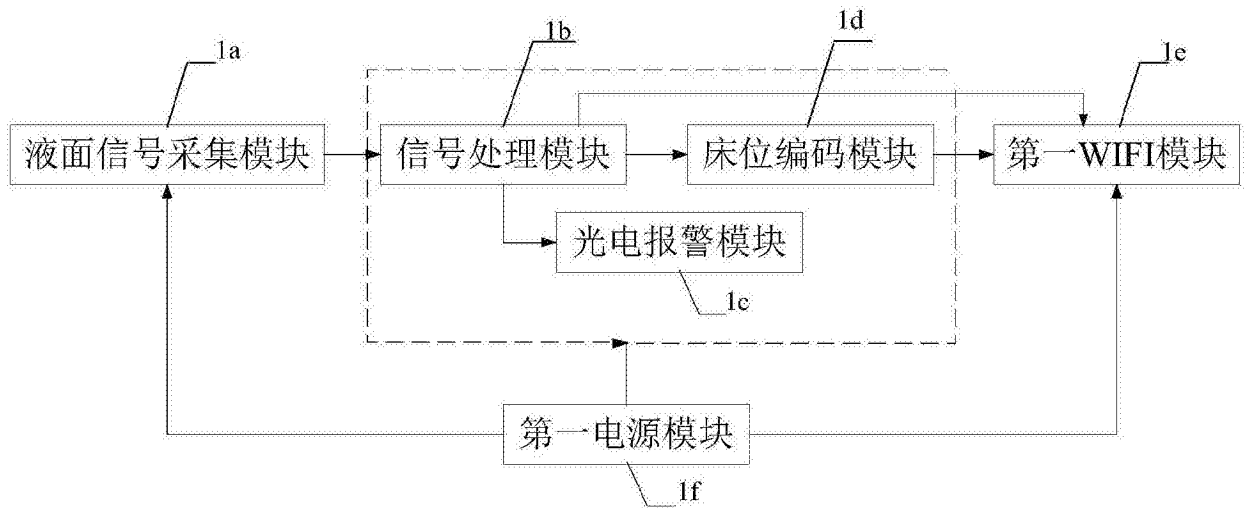 1a
1b
1d
1e
液面信号采集模块
信号处理模块
床位编码模块
第一WIFI模块
光电报警模块
1c
第一电源模块
1f